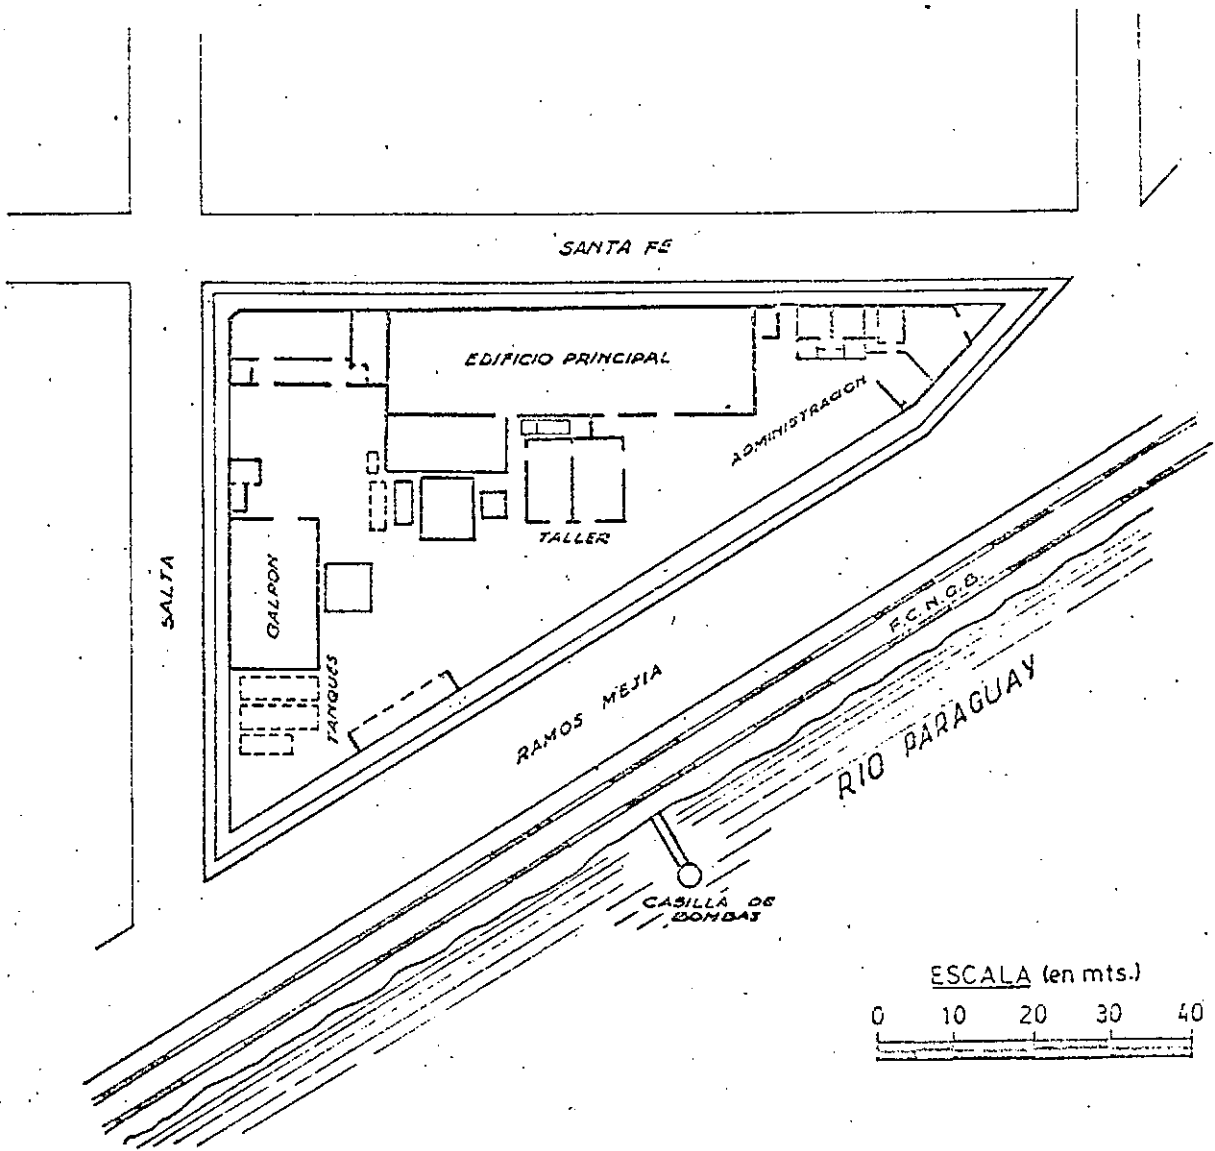 SANTA FE
EDIFICIO PRINCIPAL
ADMINISTRACION
TALLER
SALTA
GALPON
TANQUES
RAMOS MEJIA
F.C.N.G.B.
RIO PARAGUAY
CASILLA DE
BOMBAS
ESCALA (en mts.)
0 10 20 30 40